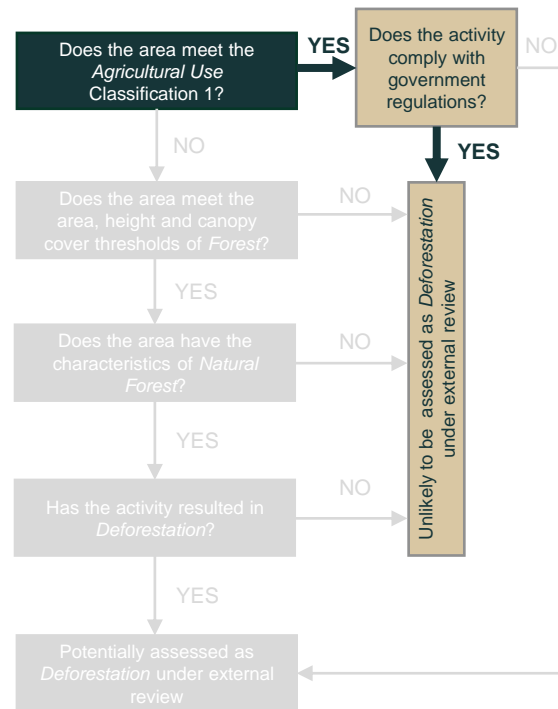 Does the area meet the
Agricultural Use
Classification 1?
YES
Does the activity
comply with
government
regulations?
NO
YES
NO
Does the area meet the
area, height and canopy
cover thresholds of Forest?
NO
YES
Does the area have the
characteristics of Natural
Forest?
NO
YES
Has the activity resulted in
Deforestation?
NO
YES
Potentially assessed as
Deforestation under external
review
Unlikely to be assessed as Deforestation
under external review